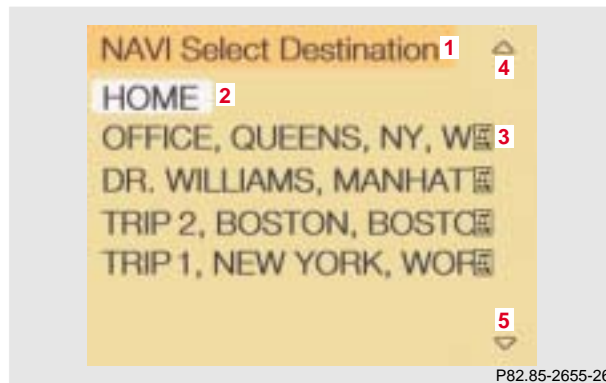 NAVI Select Destination 1
4
HOME 2
OFFICE, QUEENS, NY, W 3
DR. WILLIAMS, MANHAT
TRIP 2, BOSTON, BOSTO
TRIP 1, NEW YORK, WOR
5
P82.85-2655-26